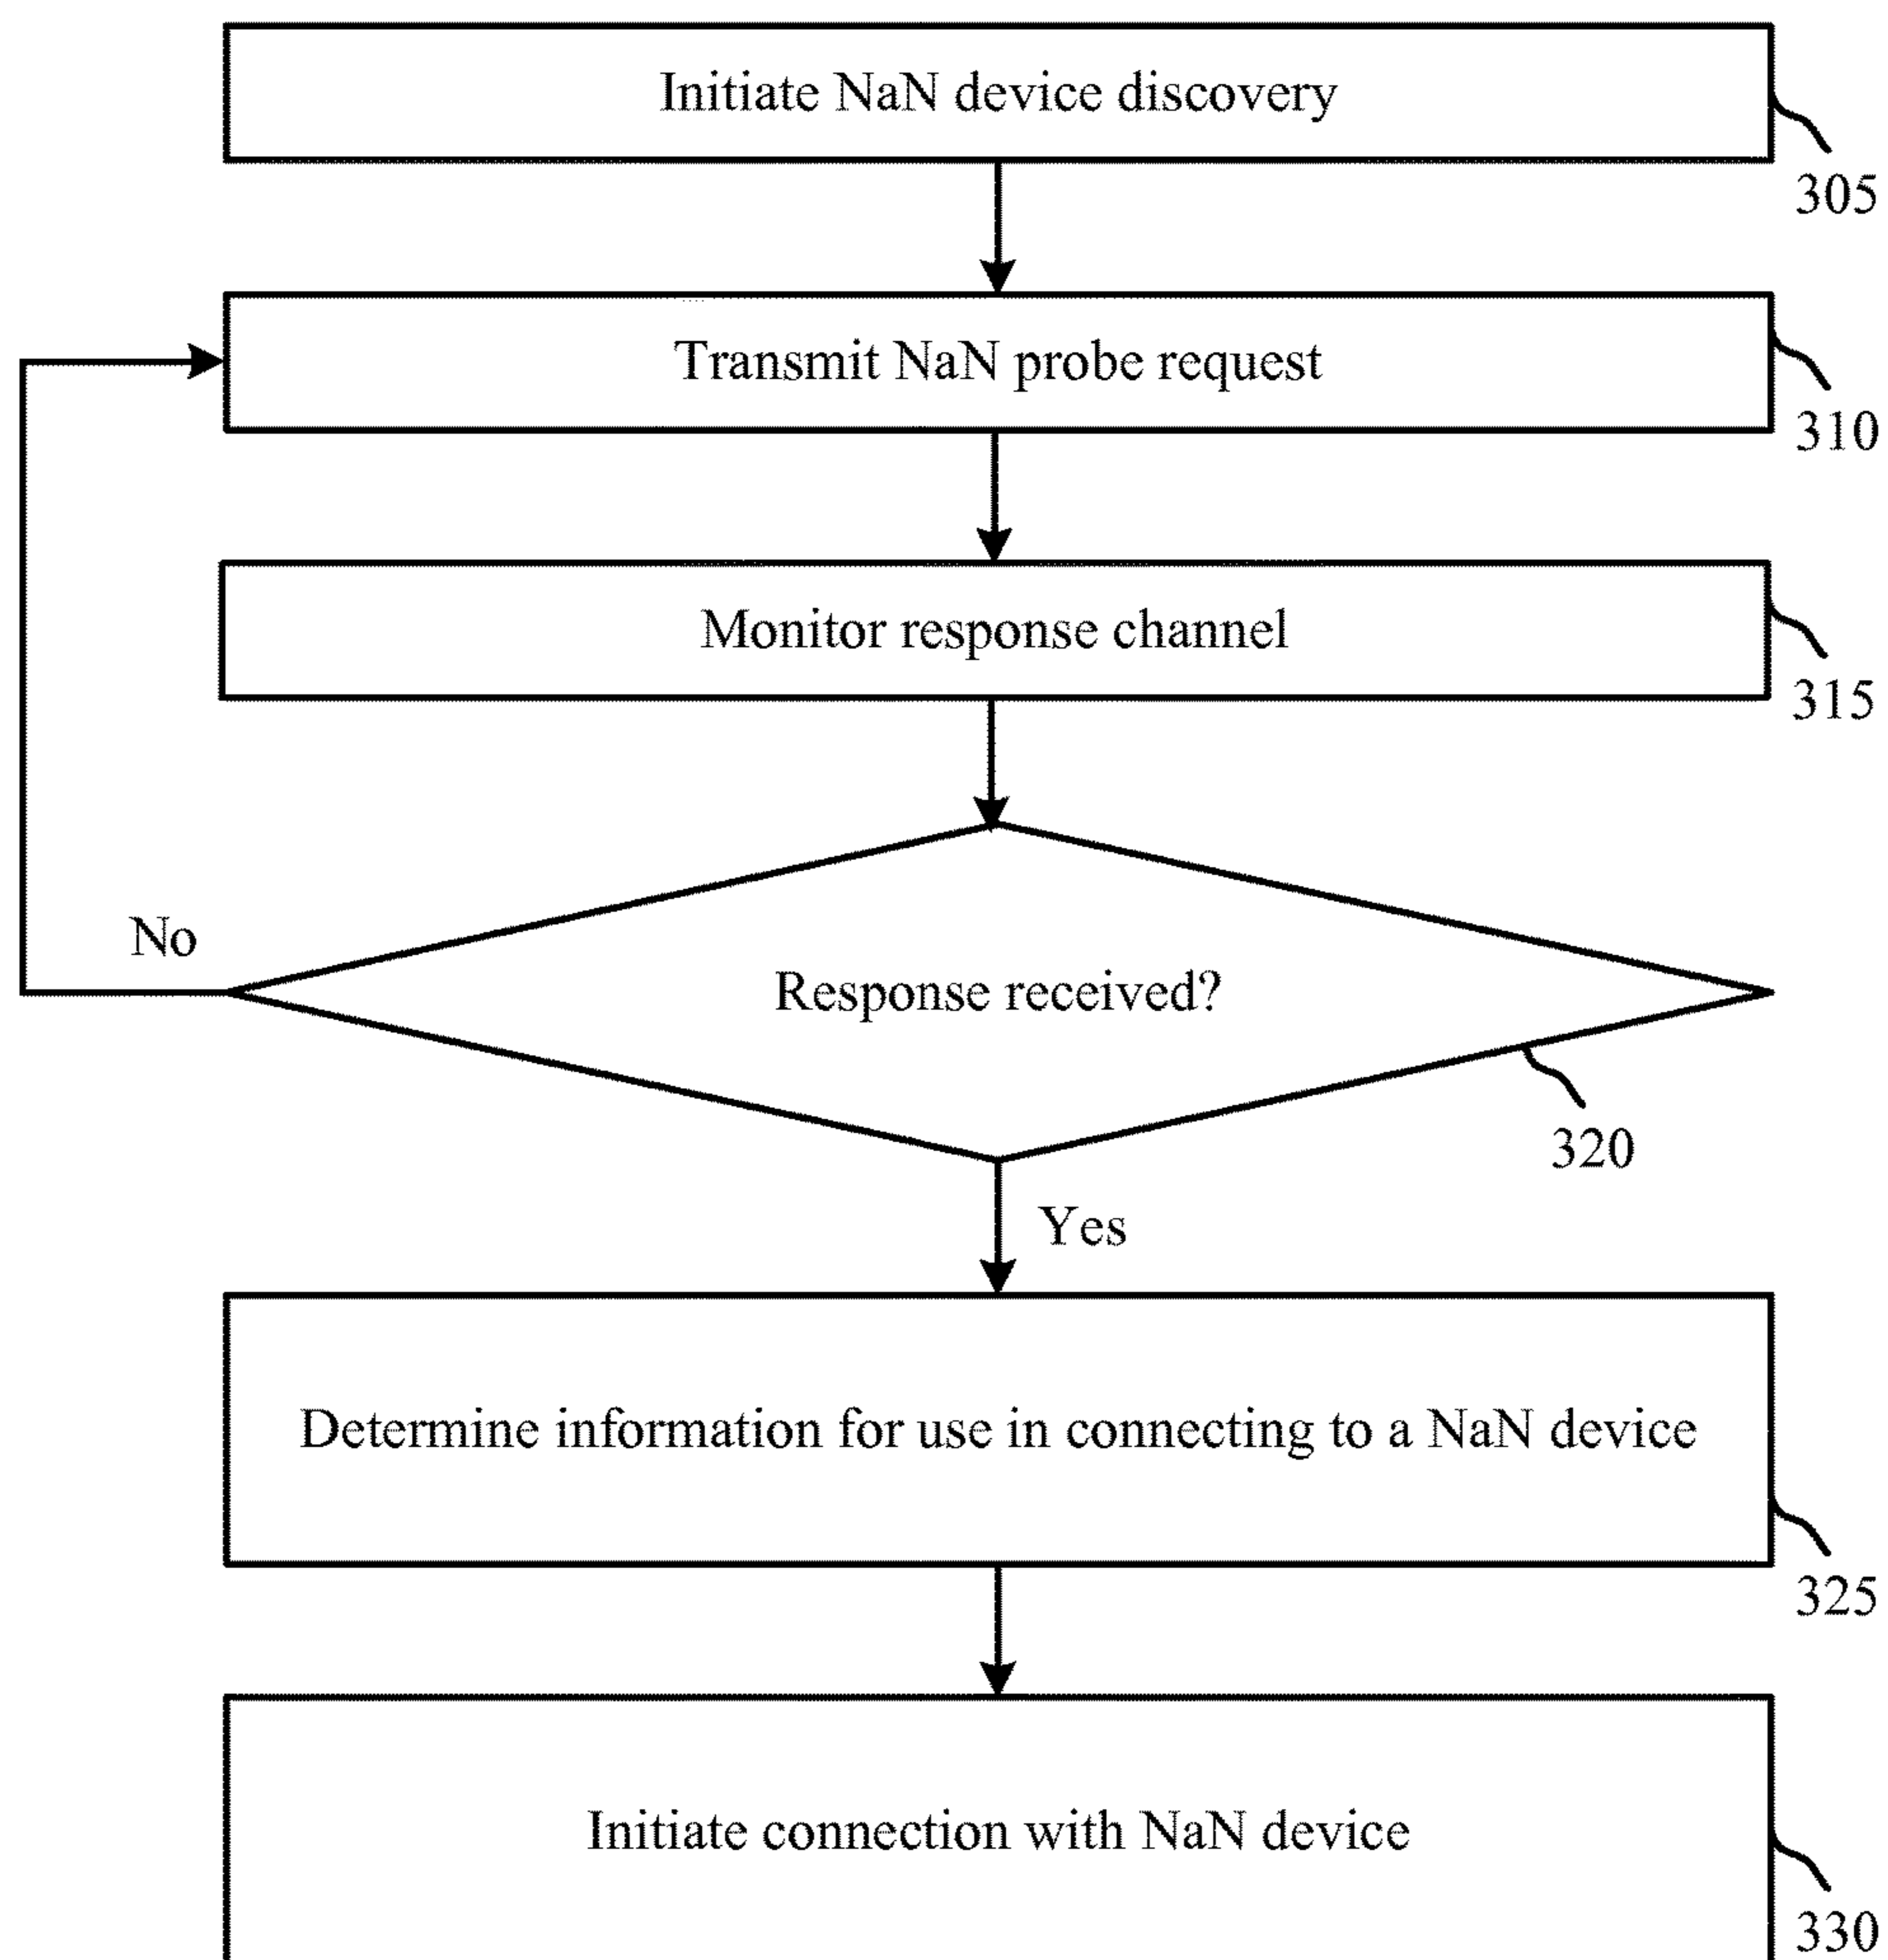 Initiate NaN device discovery
305
Transmit NaN probe request
310
Monitor response channel
315
No
Response received?
320
Yes
Determine information for use in connecting to a NaN device
325
Initiate connection with NaN device
330